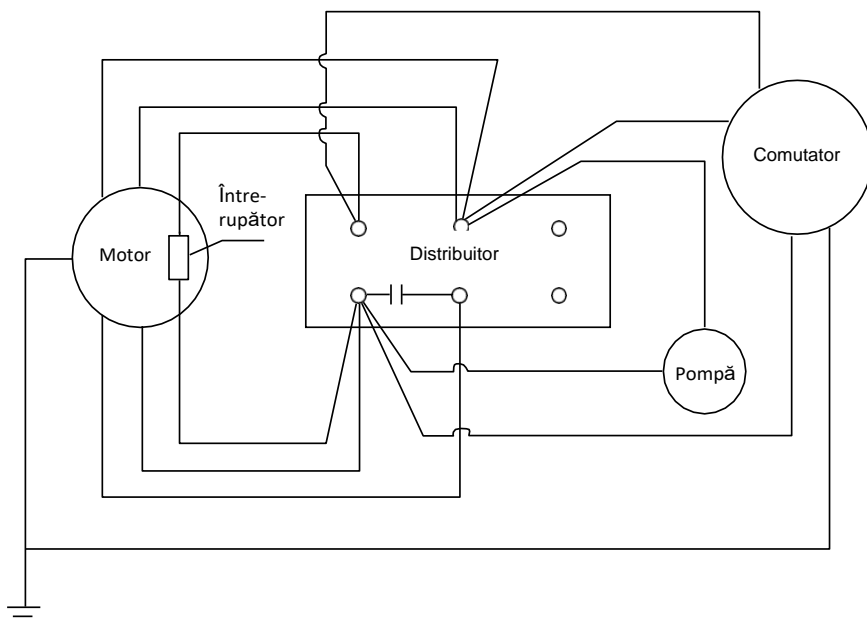 Comutator
Între-
rupător
Motor
Distribuitor
Pompă